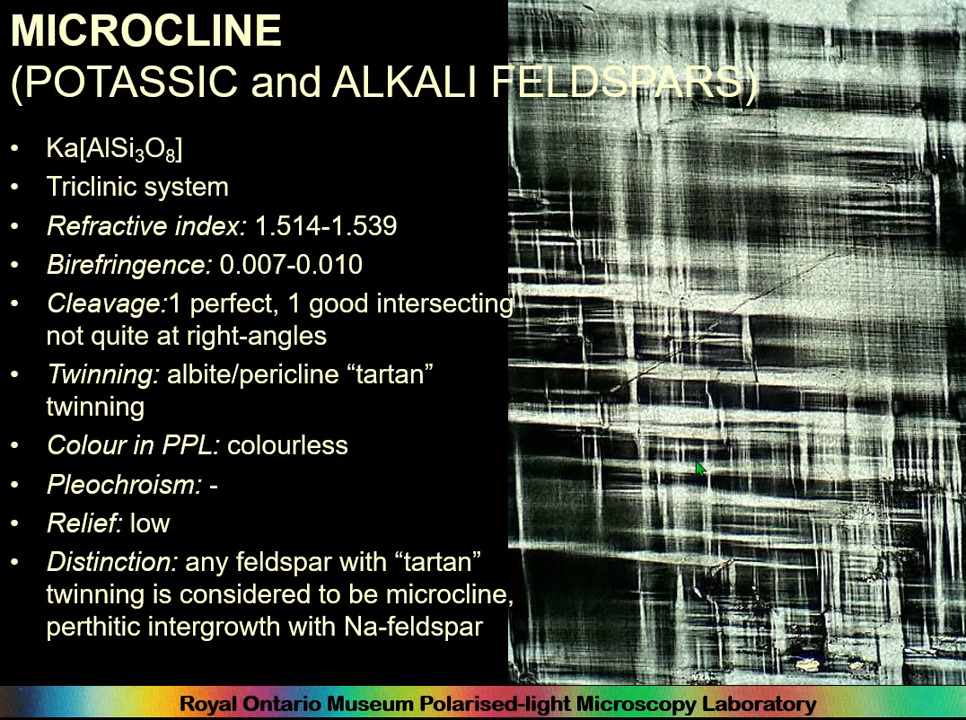 MICROCLINE
(POTASSIC and ALKALI FELDSPARS)
• Ka[AlSi₃O₈]
• Triclinic system
• Refractive index: 1.514-1.539
• Birefringence: 0.007-0.010
• Cleavage:1 perfect, 1 good intersecting
not quite at right-angles
• Twinning: albite/pericline “tartan”
twinning
• Colour in PPL: colourless
• Pleochroism: -
• Relief: low
• Distinction: any feldspar with “tartan”
twinning is considered to be microcline,
perthitic intergrowth with Na-feldspar
Royal Ontario Museum Polarised-light Microscopy Laboratory